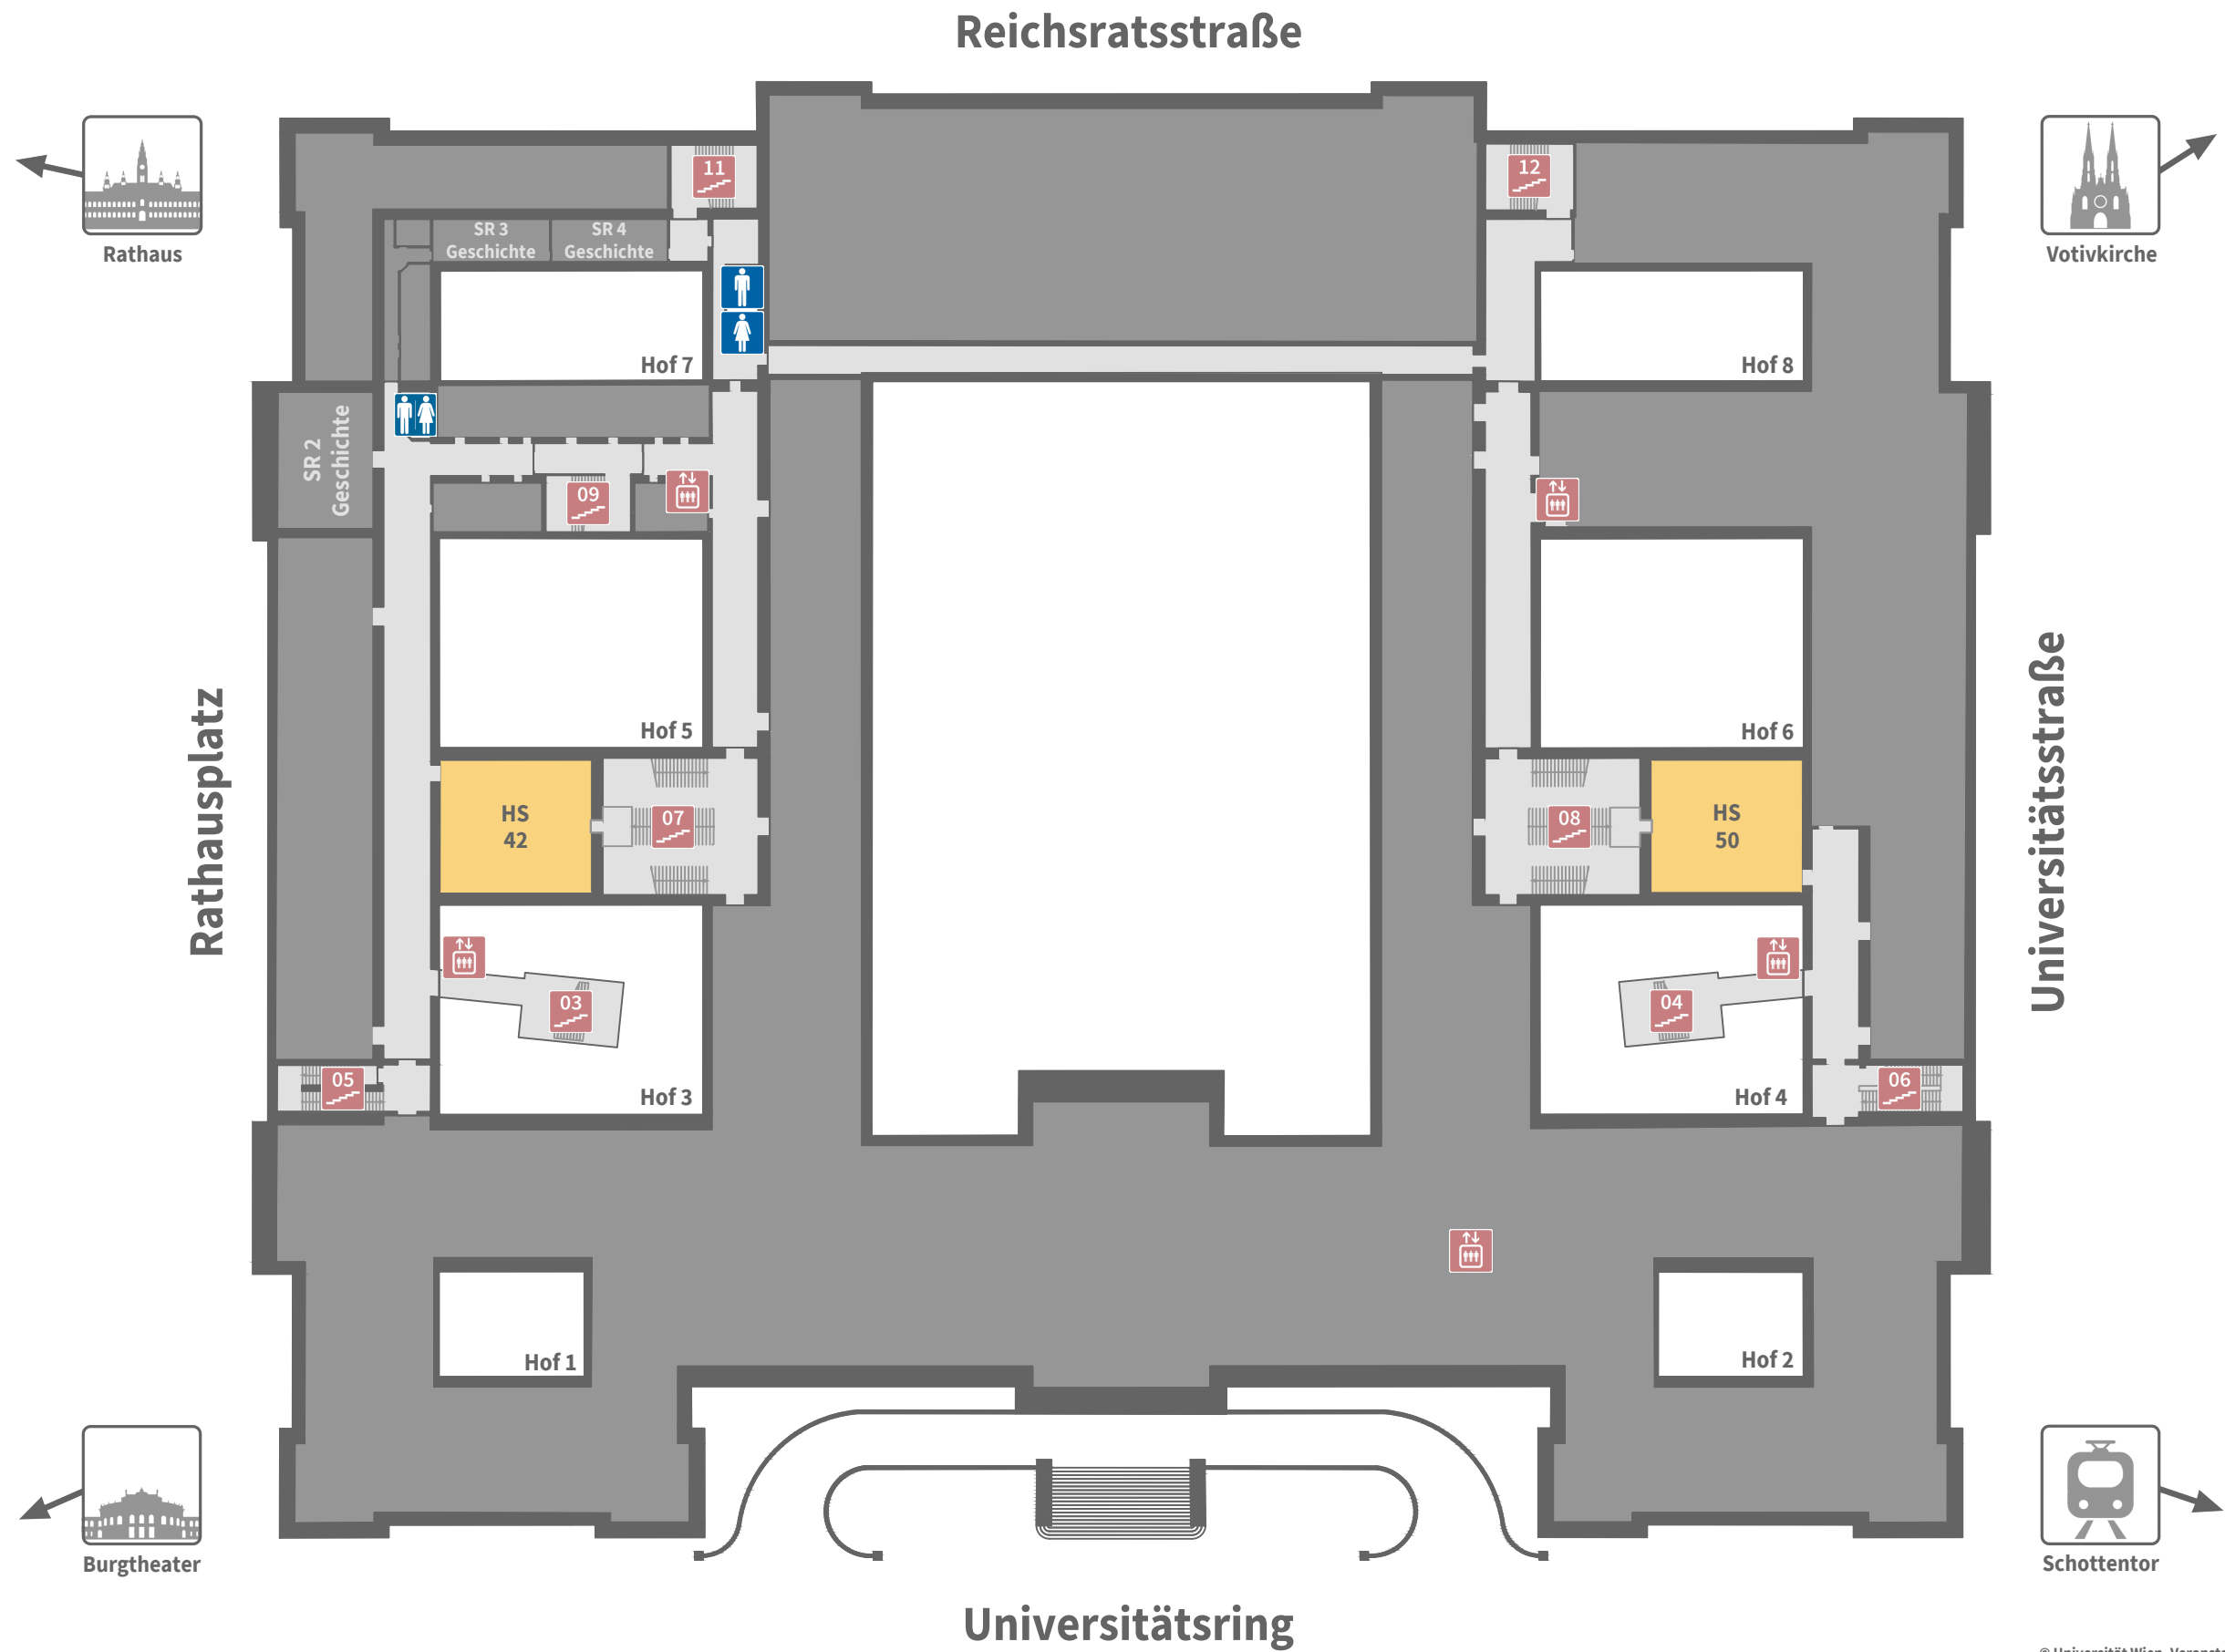 Reichsratsstraße
Rathaus
Votivkirche
11
12
SR 3
Geschichte
SR 4
Geschichte
Hof 7
Hof 8
SR 2
Geschichte
09
Hof 5
Hof 6
Rathausplatz
Universitätsstraße
HS
42
07
08
HS
50
03
04
05
06
Hof 3
Hof 4
Hof 1
Hof 2
Burgtheater
Schottentor
Universitätsring
© Universität Wien